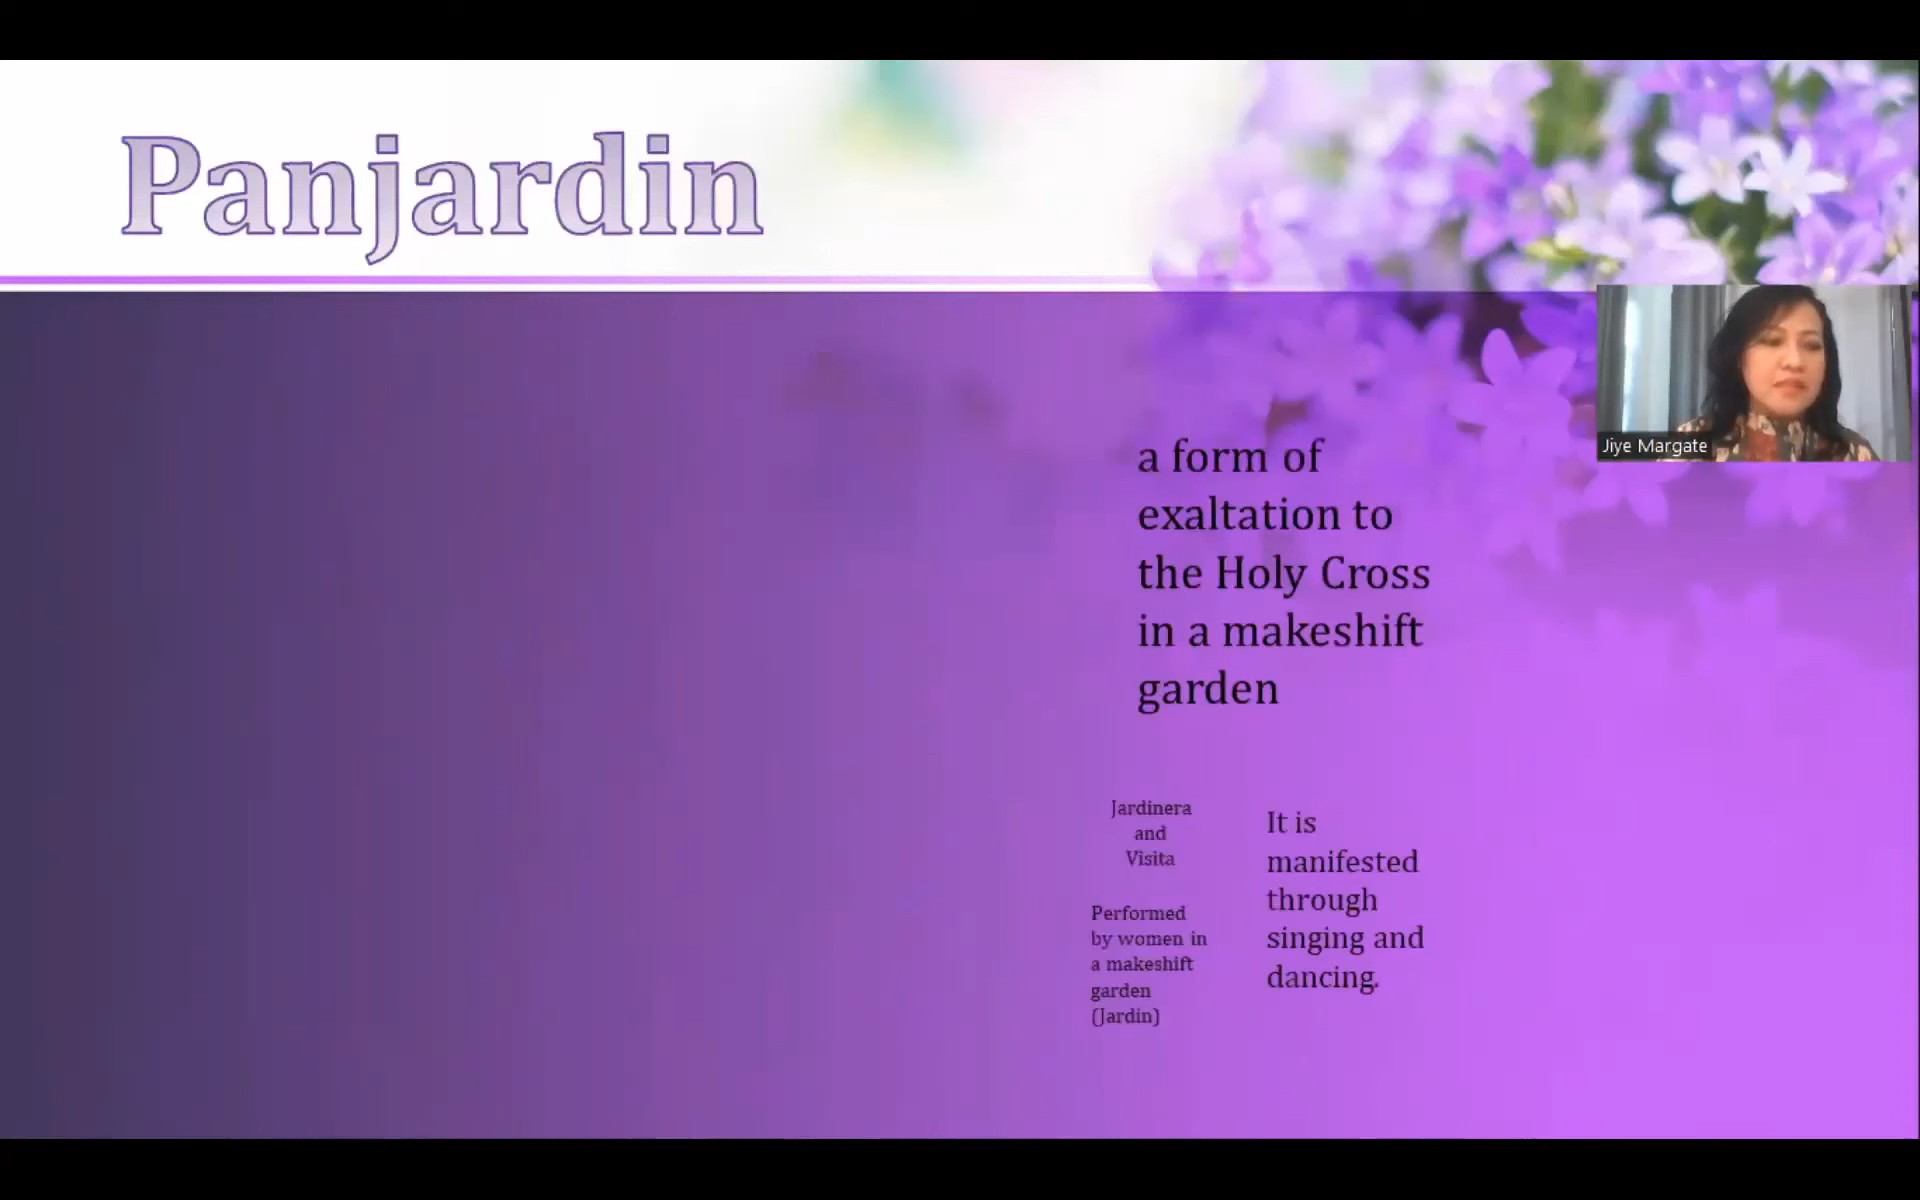 Panjardin
Jiye Margate
a form of
exaltation to
the Holy Cross
in a makeshift
garden
Jardinera
and
Visita
Performed
by women in
a makeshift
garden
(Jardin)
It is
manifested
through
singing and
dancing.